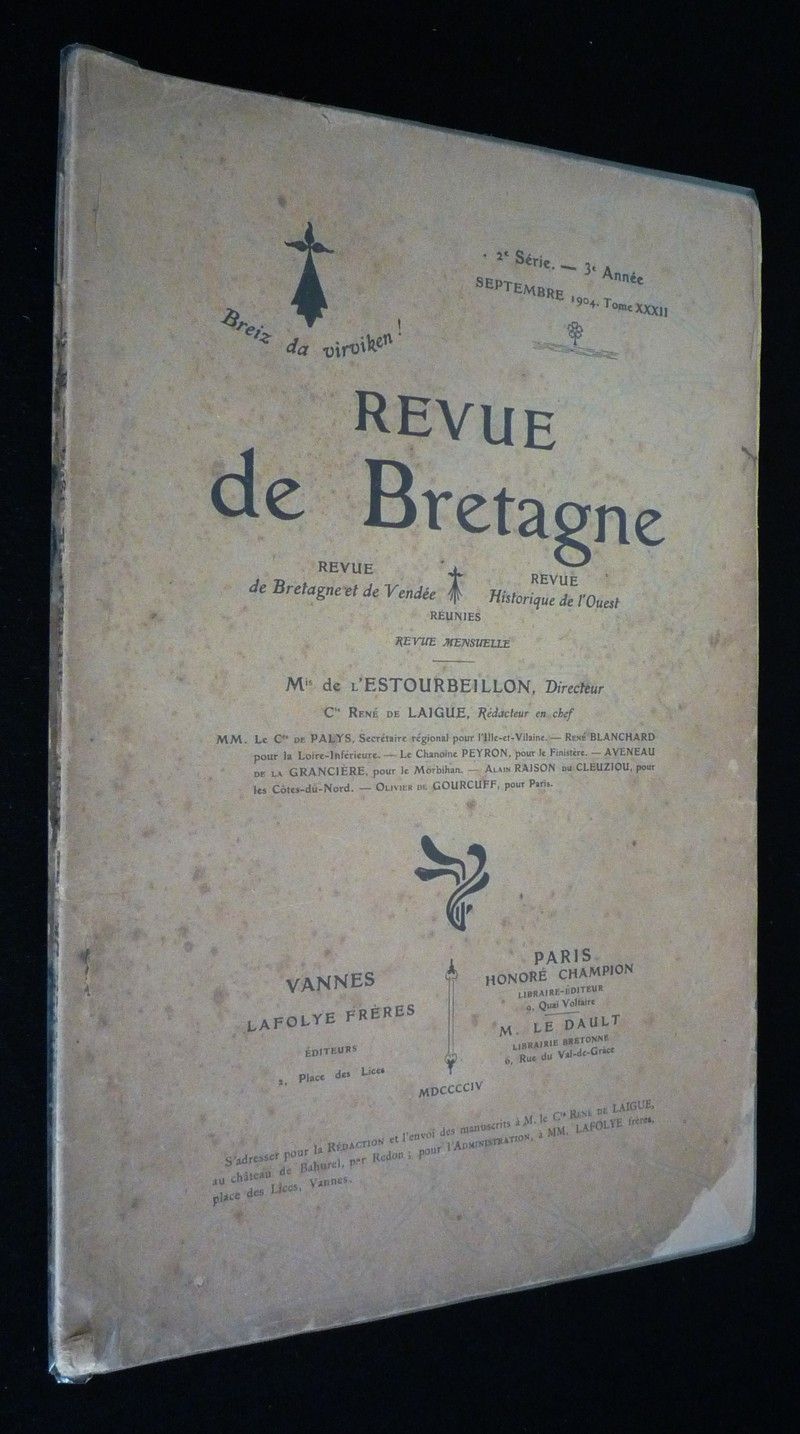 Breiz da virviken !
2e Série. — 3e Année
SEPTEMBRE 1904. Tome XXXII
REVUE
de Bretagne
REVUE
de Bretagne et de Vendée
REVUE
Historique de l'Ouest
RÉUNIES
REVUE MENSUELLE
Mis de L'ESTOURBEILLON, Directeur
Cte RENÉ DE LAIGUE, Rédacteur en chef
MM. Le Cte DE PALYS, Secrétaire régional pour l'Ille-et-Vilaine. — RENÉ BLANCHARD
pour la Loire-Inférieure. — Le Chanoine PEYRON, pour le Finistère. — AVENEAU
DE LA GRANCIÈRE, pour le Morbihan. — ALAIN RAISON DU CLEUZIOU, pour
les Côtes-du-Nord. — OLIVIER DE GOURCUFF, pour Paris.
VANNES
LAFOLYE FRÈRES
ÉDITEURS
2, Place des Lices
PARIS
HONORÉ CHAMPION
LIBRAIRE-ÉDITEUR
9, Quai Voltaire
M. LE DAULT
LIBRAIRIE BRETONNE
6, Rue du Val-de-Grâce
MDCCCCIV
S'adresser pour la RÉDACTION et l'envoi des manuscrits à M. le Cte RENÉ DE LAIGUE,
au château de Bahurel, par Redon ; pour l'ADMINISTRATION, à MM. LAFOLYE frères,
place des Lices, Vannes.